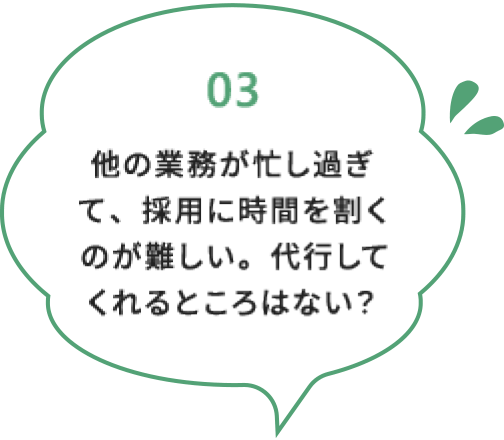 03
他の業務が忙し過ぎ
て、採用に時間を割く
のが難しい。代行して
くれるところはない?